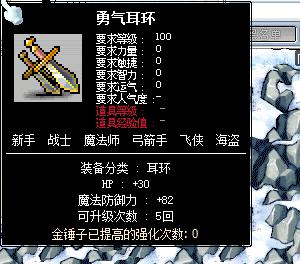 勇气耳环
要求等级: 100
要求力量: 0
要求敏捷: 0
要求智力: 0
要求运气: 0
要求人气度: -
道具等级: -
道具经验值: -
新手 战士 魔法师 弓箭手 飞侠 海盗
装备分类 : 耳环
HP : +30
魔法防御力 : +82
可升级次数 : 5回
金锤子已提高的强化次数: 0